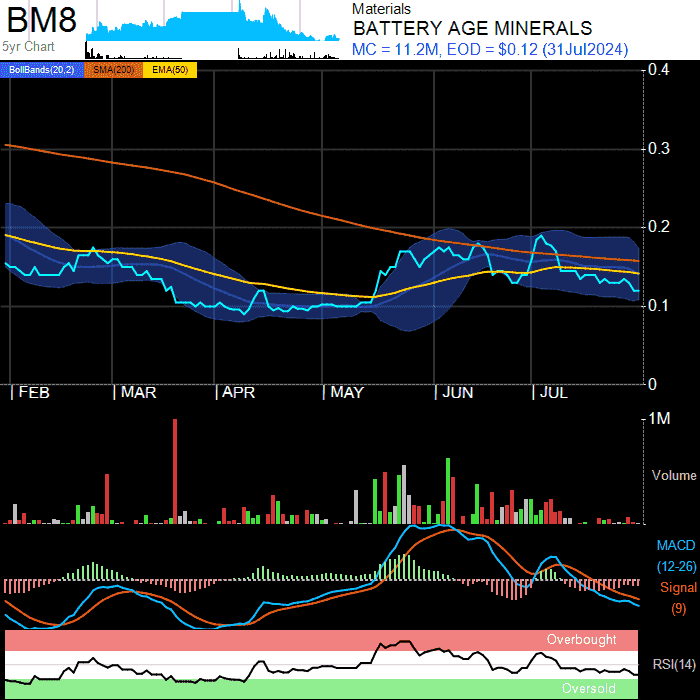 BM8
5yr Chart
Materials
BATTERY AGE MINERALS
MC = 11.2M, EOD = $0.12 (31Jul2024)
BollBands(20,2) SMA(200) EMA(50)
0.4
0.3
0.2
0.1
0
FEB MAR APR MAY JUN JUL
1M
Volume
MACD
(12-26)
Signal
(9)
Overbought
RSI(14)
Oversold